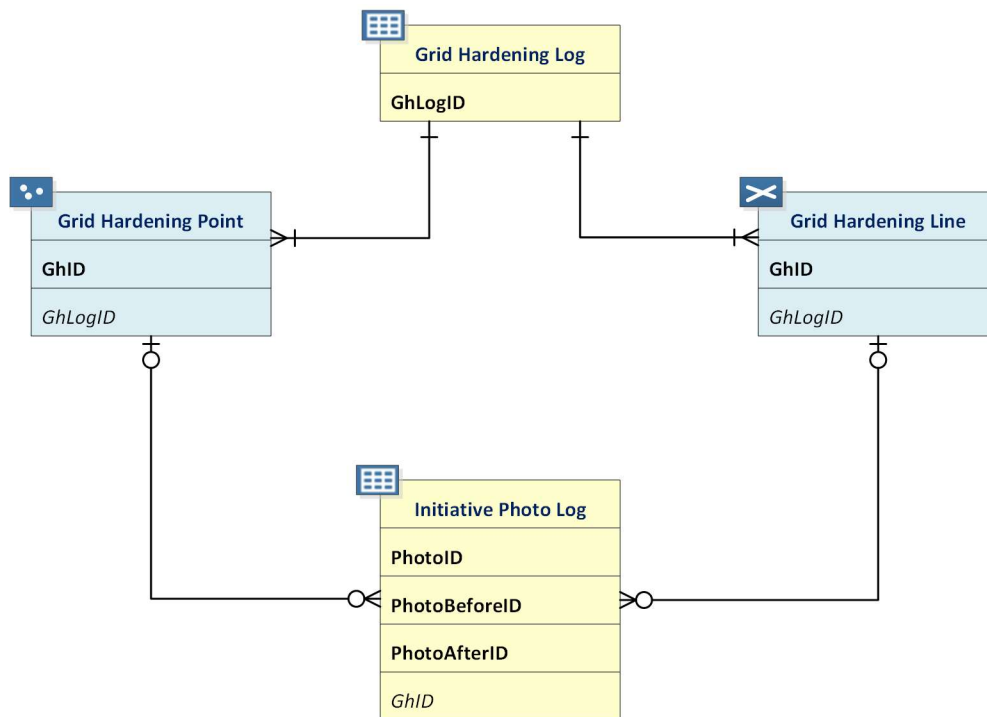 Grid Hardening Log
GhLogID
Grid Hardening Point
GhID
GhLogID
Grid Hardening Line
GhID
GhLogID
Initiative Photo Log
PhotoID
PhotoBeforeID
PhotoAfterID
GhID